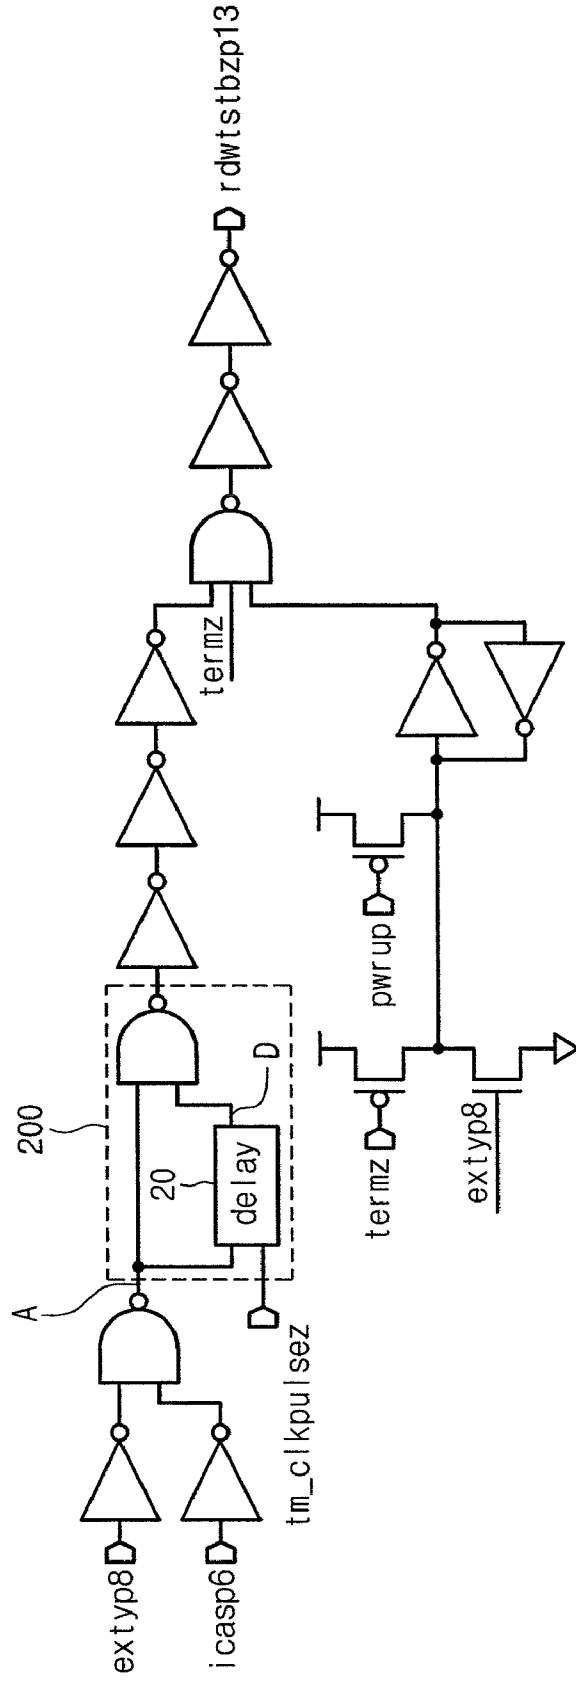 extyp8
icasp6
A
tm_clkpulsez
200
20
delay
D
termz
rdwtstbzp13
termz
extyp8
pwrup